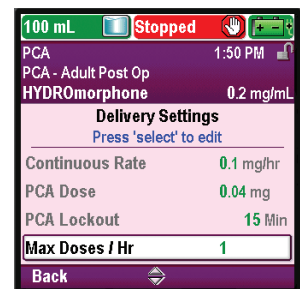 100 mL Stopped
PCA 1:50 PM
PCA - Adult Post Op
HYDROmorphone 0.2 mg/mL
Delivery Settings
Press 'select' to edit
Continuous Rate 0.1 mg/hr
PCA Dose 0.04 mg
PCA Lockout 15 Min
Max Doses / Hr 1
Back